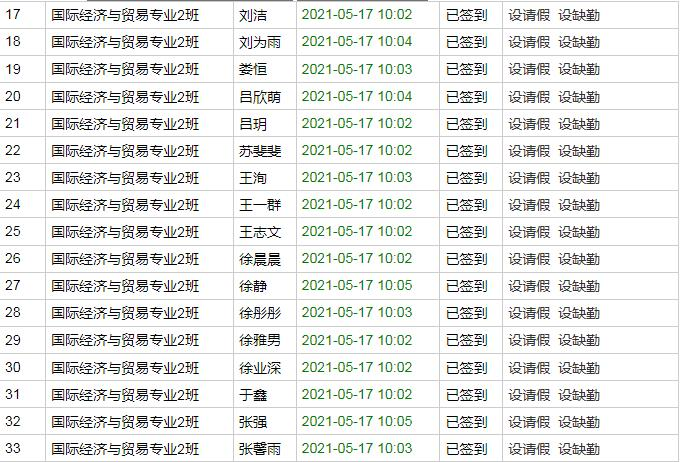 17 国际经济与贸易专业2班 刘洁 2021-05-17 10:02 已签到 设请假 设缺勤
18 国际经济与贸易专业2班 刘为雨 2021-05-17 10:04 已签到 设请假 设缺勤
19 国际经济与贸易专业2班 娄恒 2021-05-17 10:03 已签到 设请假 设缺勤
20 国际经济与贸易专业2班 吕欣萌 2021-05-17 10:04 已签到 设请假 设缺勤
21 国际经济与贸易专业2班 吕玥 2021-05-17 10:02 已签到 设请假 设缺勤
22 国际经济与贸易专业2班 苏斐斐 2021-05-17 10:02 已签到 设请假 设缺勤
23 国际经济与贸易专业2班 王洵 2021-05-17 10:03 已签到 设请假 设缺勤
24 国际经济与贸易专业2班 王一群 2021-05-17 10:02 已签到 设请假 设缺勤
25 国际经济与贸易专业2班 王志文 2021-05-17 10:02 已签到 设请假 设缺勤
26 国际经济与贸易专业2班 徐晨晨 2021-05-17 10:02 已签到 设请假 设缺勤
27 国际经济与贸易专业2班 徐静 2021-05-17 10:05 已签到 设请假 设缺勤
28 国际经济与贸易专业2班 徐彤彤 2021-05-17 10:03 已签到 设请假 设缺勤
29 国际经济与贸易专业2班 徐雅男 2021-05-17 10:02 已签到 设请假 设缺勤
30 国际经济与贸易专业2班 徐业深 2021-05-17 10:02 已签到 设请假 设缺勤
31 国际经济与贸易专业2班 于鑫 2021-05-17 10:02 已签到 设请假 设缺勤
32 国际经济与贸易专业2班 张强 2021-05-17 10:05 已签到 设请假 设缺勤
33 国际经济与贸易专业2班 张馨雨 2021-05-17 10:03 已签到 设请假 设缺勤